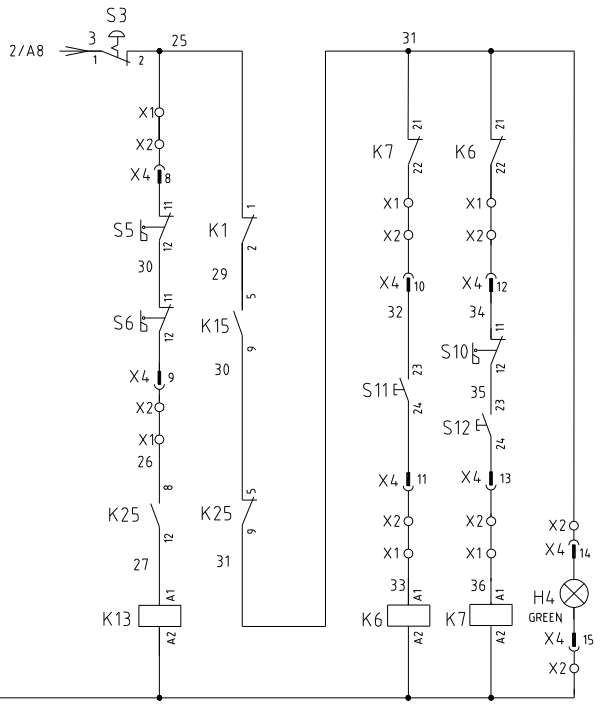 S3
2/A8
3
1
2
25
31
X1
X2
X4
8
S5
11
12
30
S6
11
12
X4
9
X2
X1
26
K25
8
12
27
K13
A1
A2
K1
1
2
29
K15
5
9
30
K25
5
9
31
K7
21
22
X1
X2
X4
10
32
S11
23
24
X4
11
X2
X1
33
K6
A1
A2
K6
21
22
X1
X2
X4
12
34
S10
11
12
35
S12
23
24
X4
13
X2
X1
36
K7
A1
A2
X2
X4
14
H4
GREEN
X4
15
X2